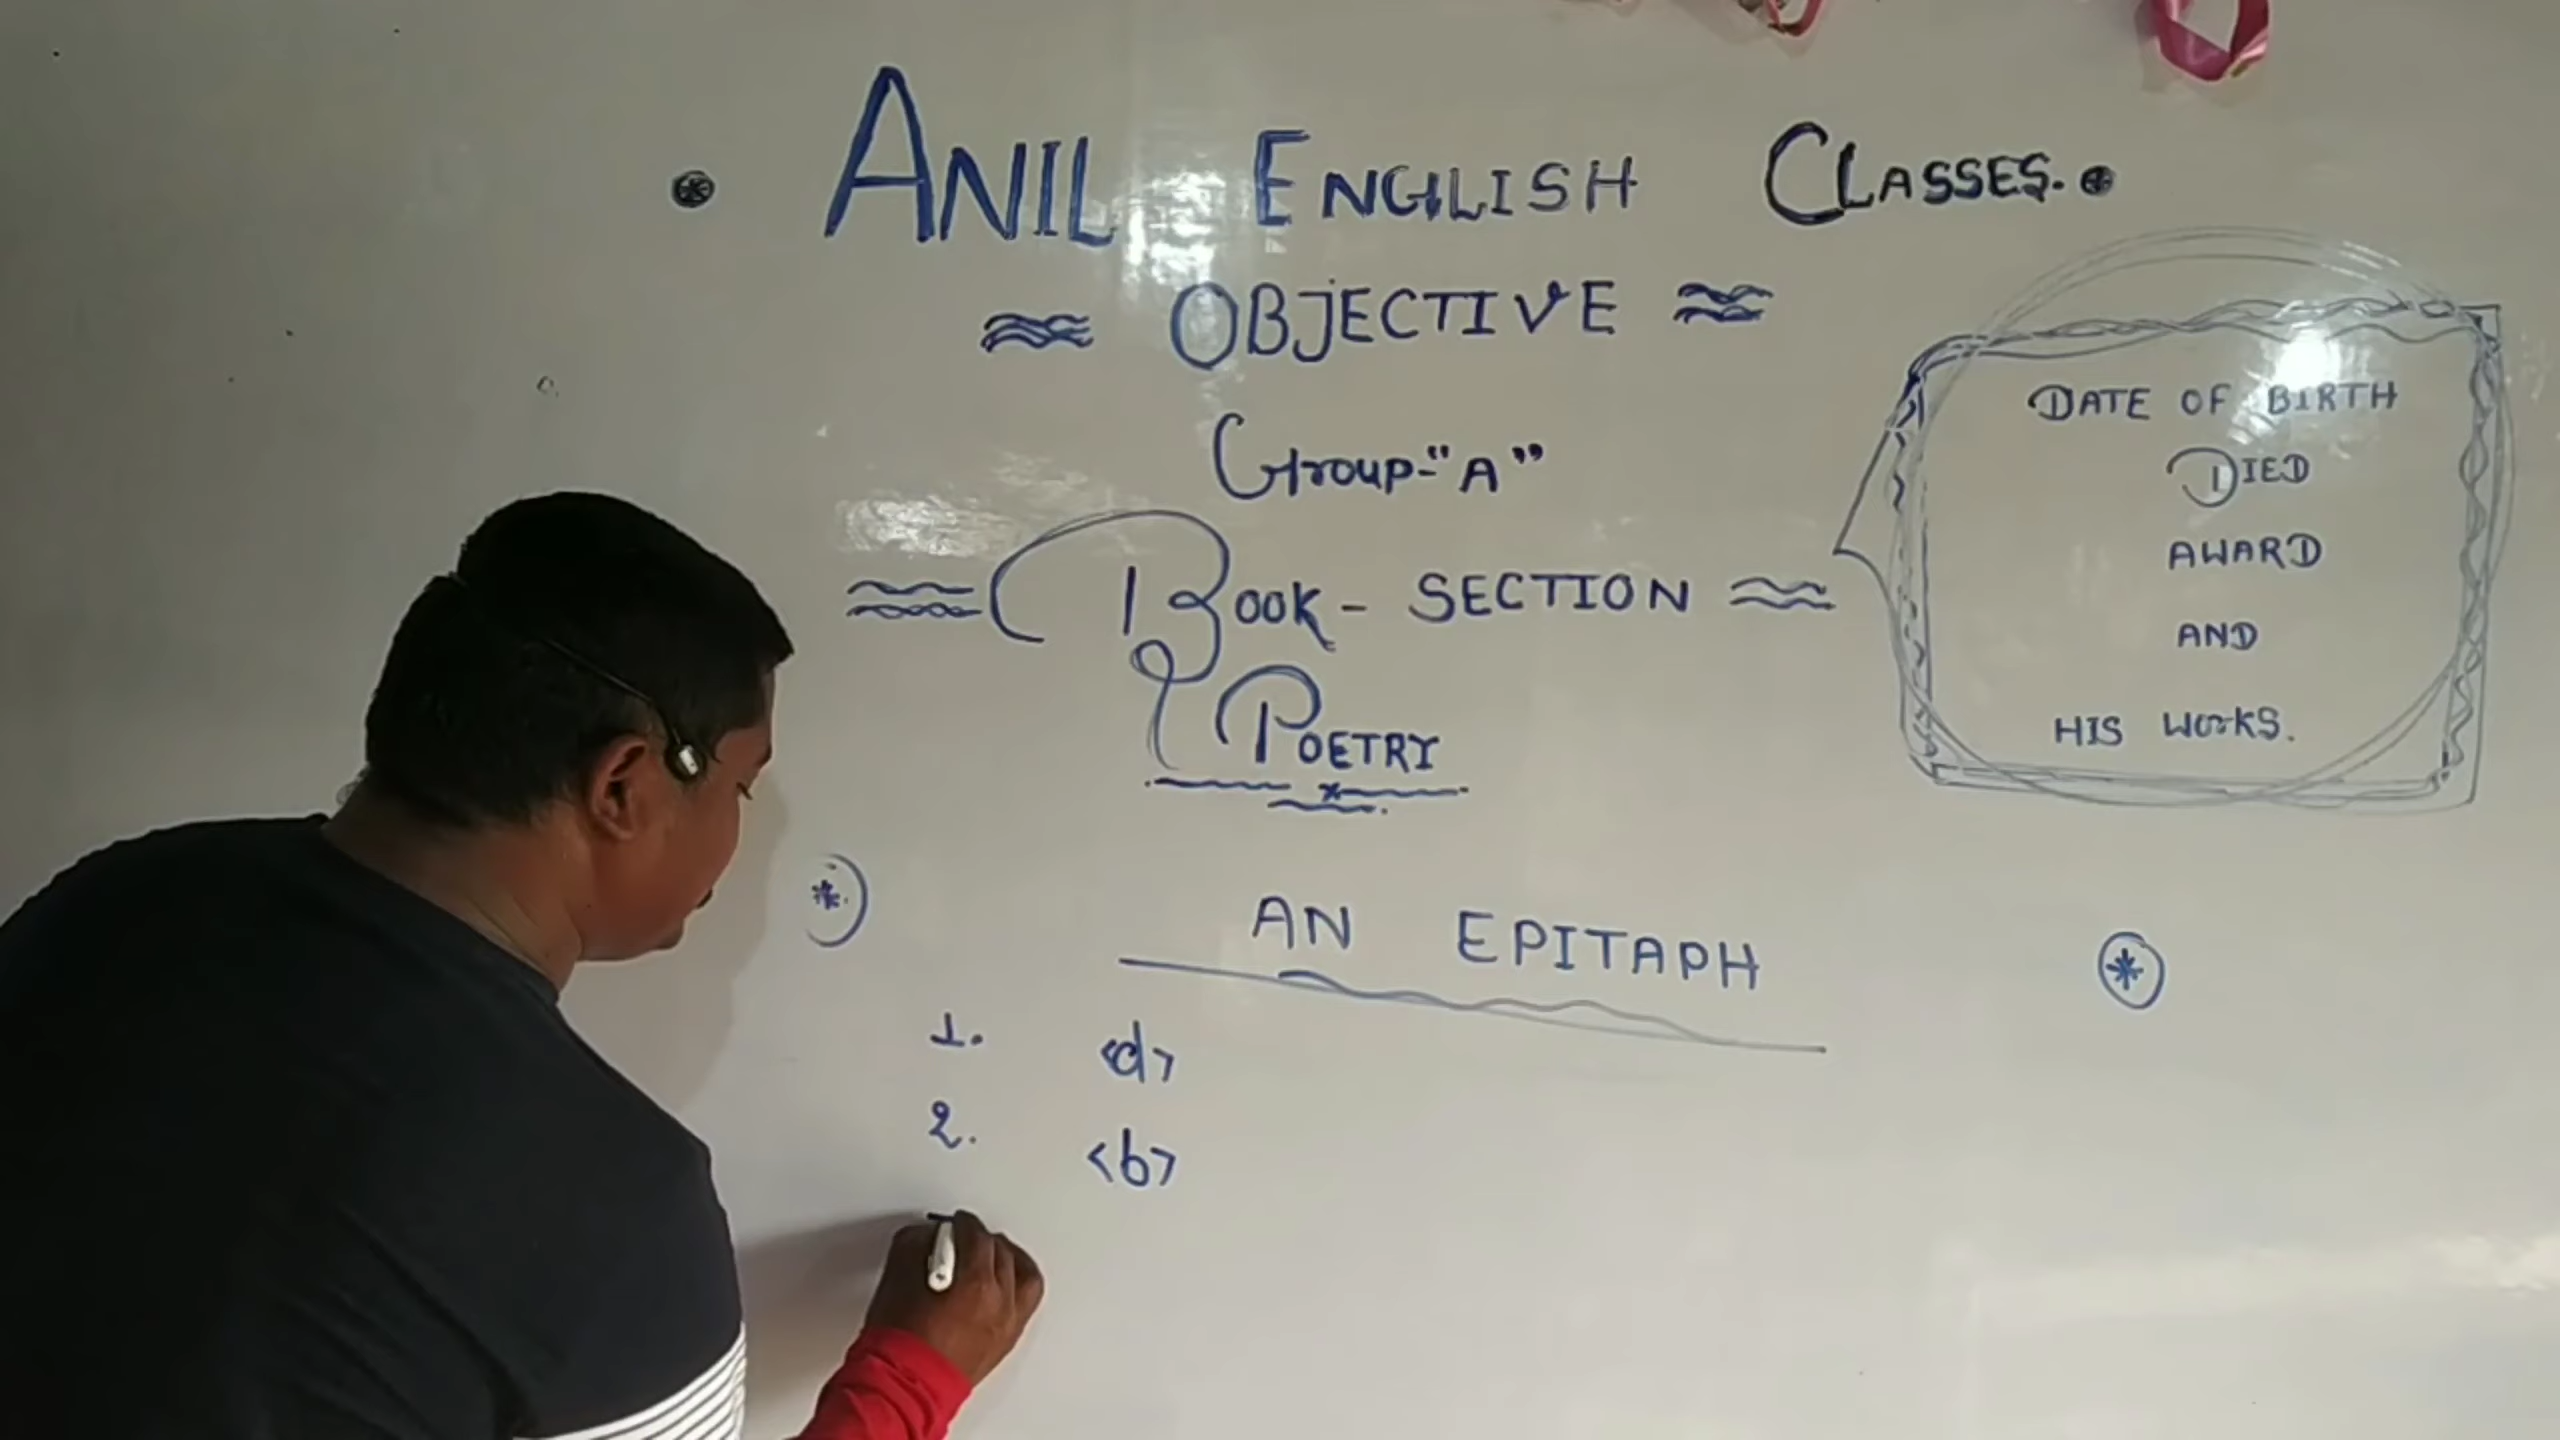 ANIL ENGLISH CLASSES.
OBJECTIVE
Group-"A"
BOOK - SECTION
POETRY
DATE OF BIRTH
DIED
AWARD
AND
HIS WORKS.
AN EPITAPH
1. <d>
2. <b>